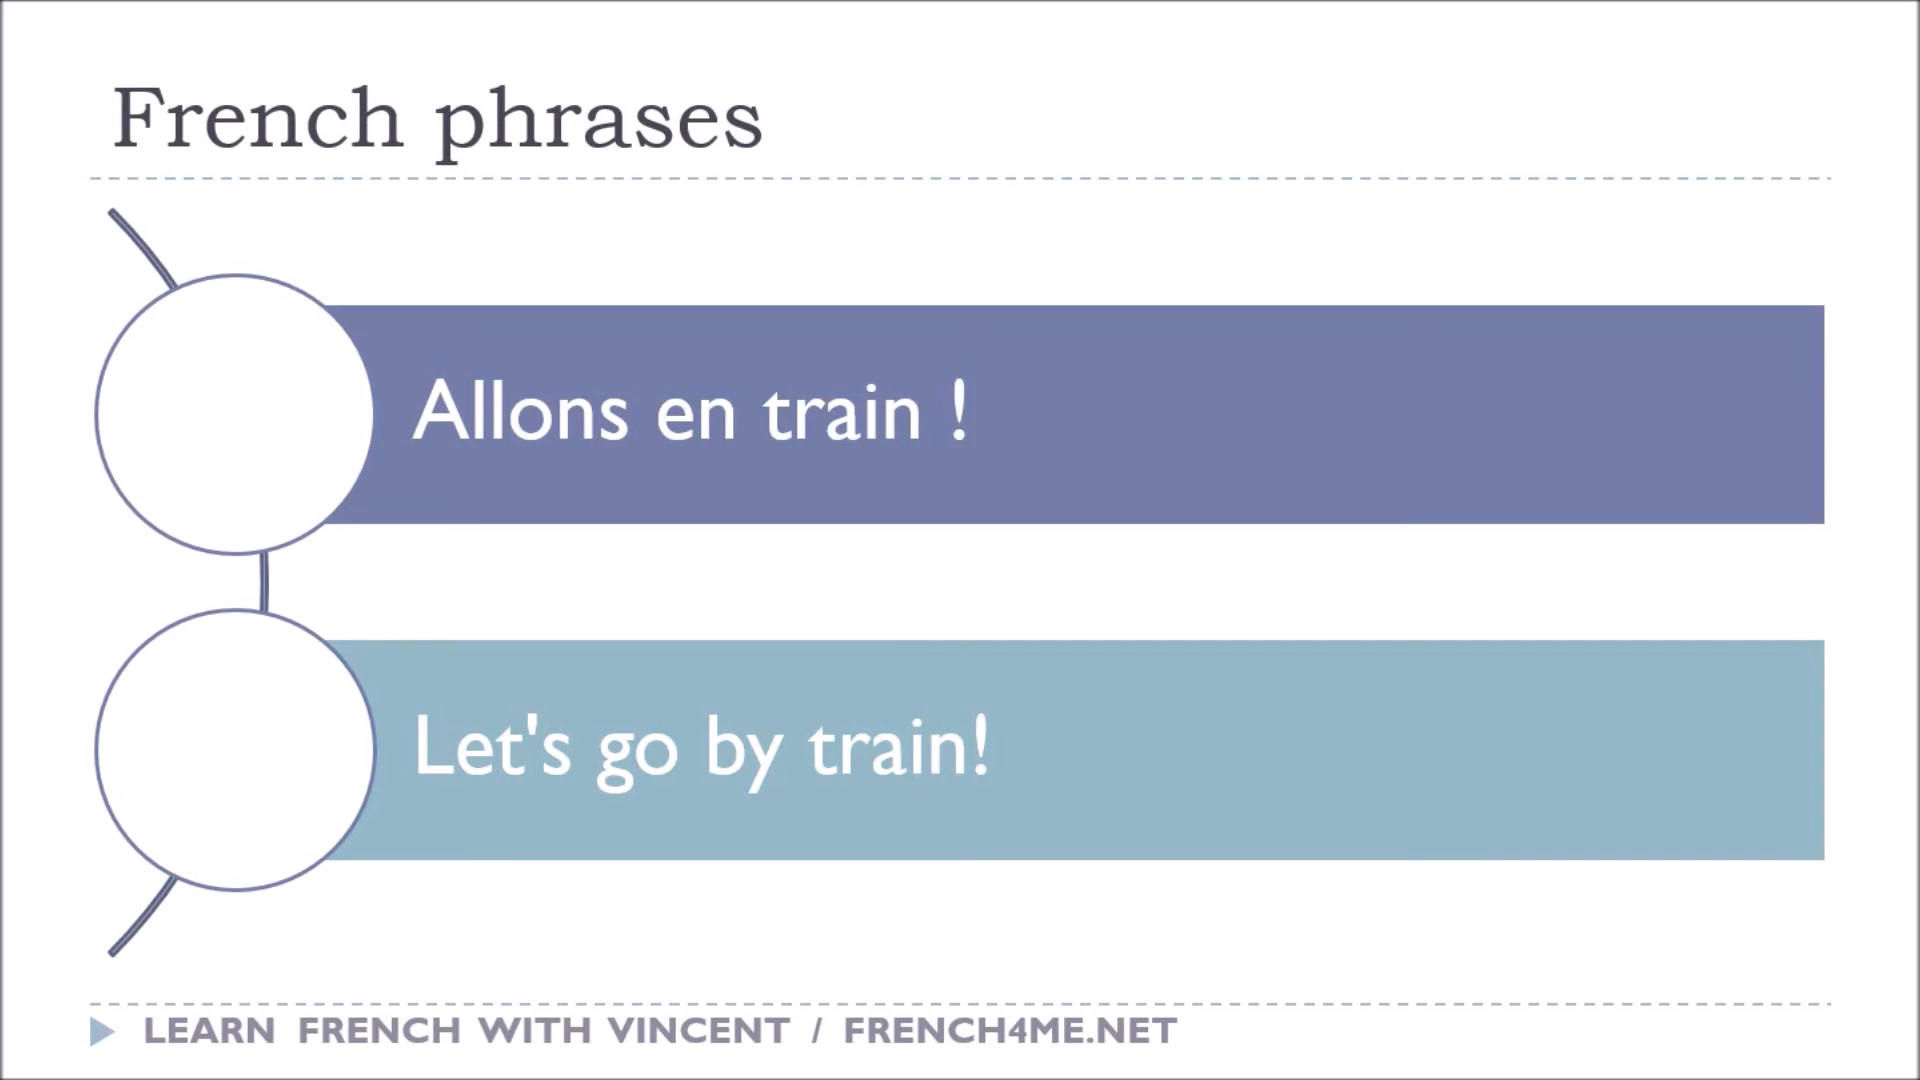 French phrases
Allons en train !
Let's go by train!
LEARN FRENCH WITH VINCENT / FRENCH4ME.NET